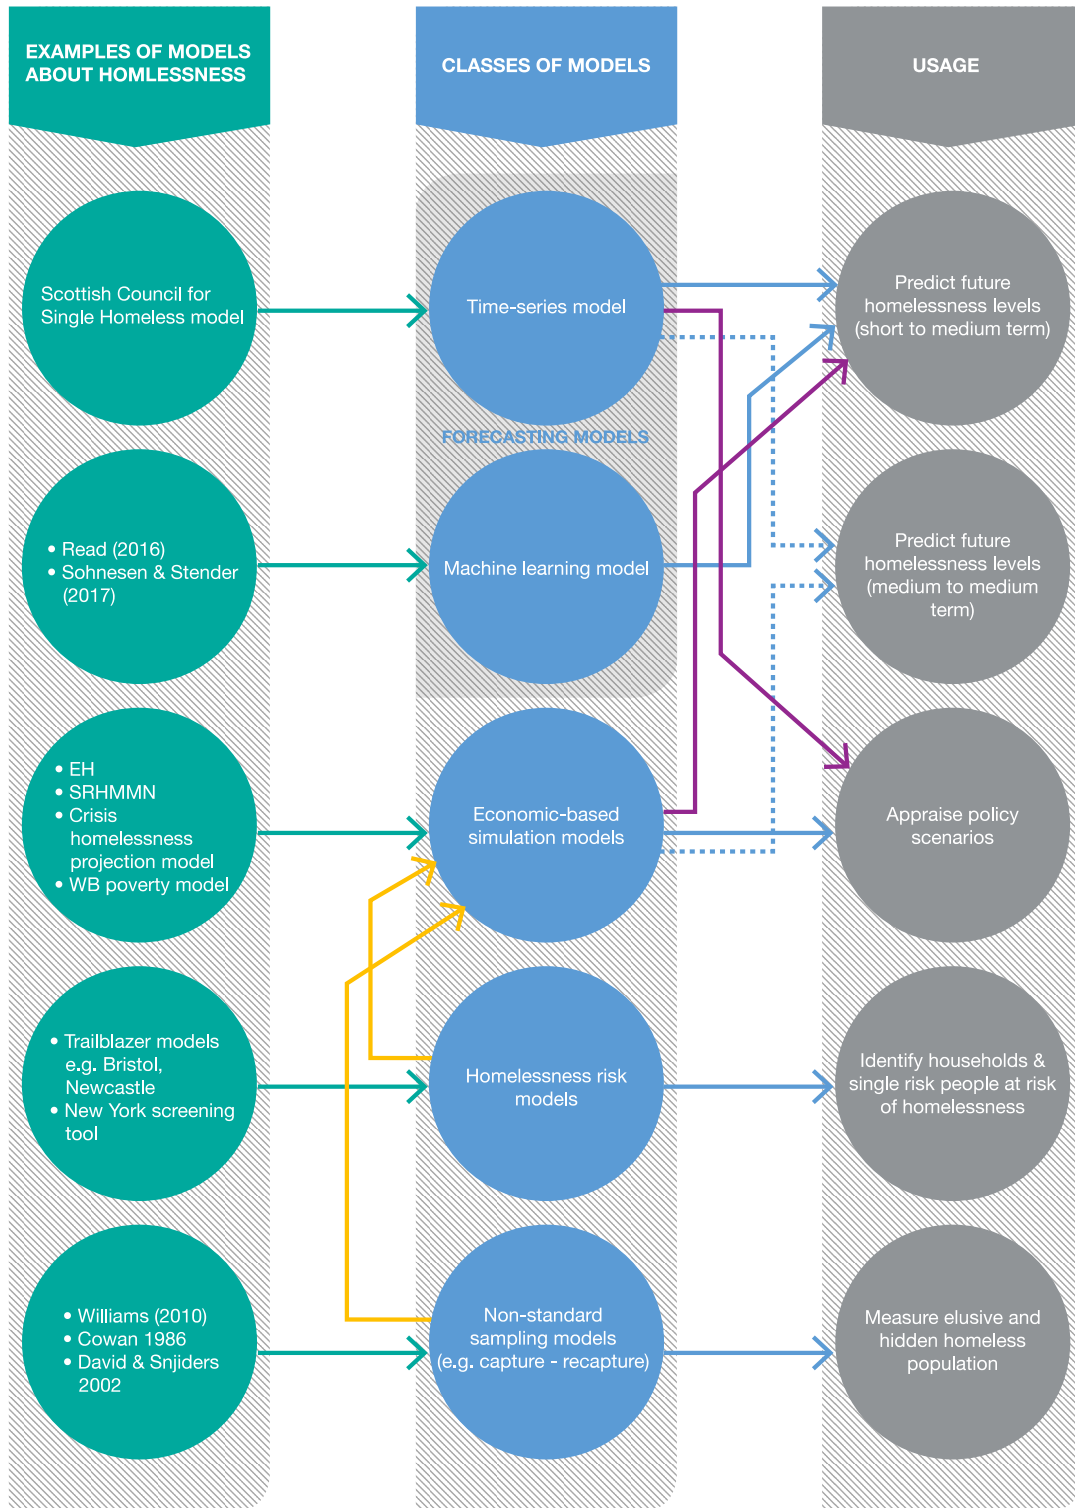 EXAMPLES OF MODELS
ABOUT HOMLESSNESS
CLASSES OF MODELS
USAGE
Scottish Council for
Single Homeless model
Time-series model
Predict future
homelessness levels
(short to medium term)
FORECASTING MODELS
• Read (2016)
• Sohnesen & Stender
(2017)
Machine learning model
Predict future
homelessness levels
(medium to medium
term)
• EH
• SRHMMN
• Crisis
homelessness
projection model
• WB poverty model
Economic-based
simulation models
Appraise policy
scenarios
• Trailblazer models
e.g. Bristol,
Newcastle
• New York screening
tool
Homelessness risk
models
Identify households &
single risk people at risk
of homelessness
• Williams (2010)
• Cowan 1986
• David & Snjiders
2002
Non-standard
sampling models
(e.g. capture - recapture)
Measure elusive and
hidden homeless
population